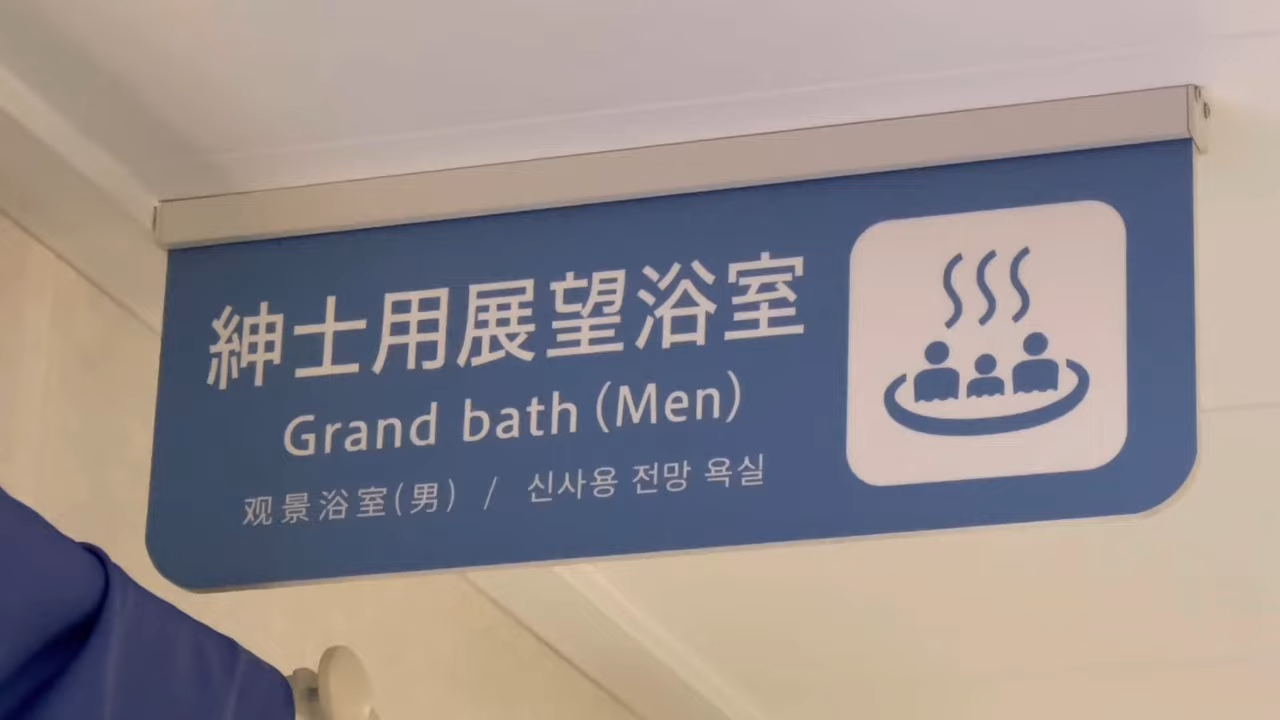 紳士用展望浴室
Grand bath (Men)
观景浴室(男) / 신사용 전망 욕실